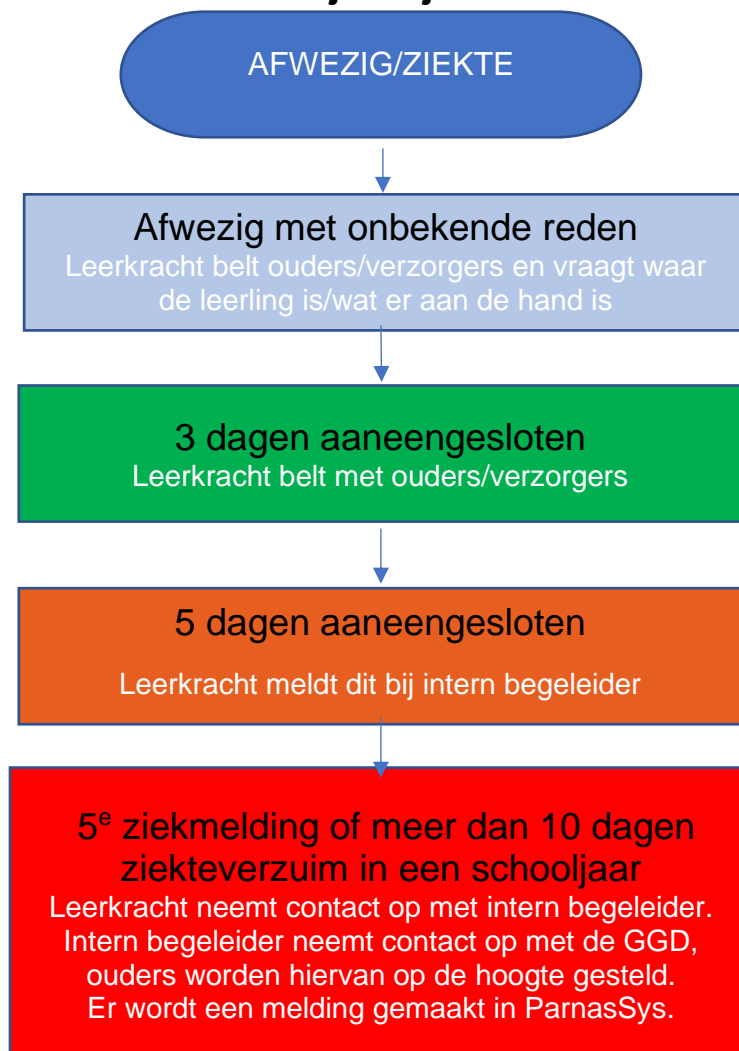 AFWEZIG/ZIEKTE
Afwezig met onbekende reden
Leerkracht belt ouders/verzorgers en vraagt waar
de leerling is/wat er aan de hand is
3 dagen aaneengesloten
Leerkracht belt met ouders/verzorgers
5 dagen aaneengesloten
Leerkracht meldt dit bij intern begeleider
5e ziekmelding of meer dan 10 dagen
ziekteverzuim in een schooljaar
Leerkracht neemt contact op met intern begeleider.
Intern begeleider neemt contact op met de GGD,
ouders worden hiervan op de hoogte gesteld.
Er wordt een melding gemaakt in ParnasSys.